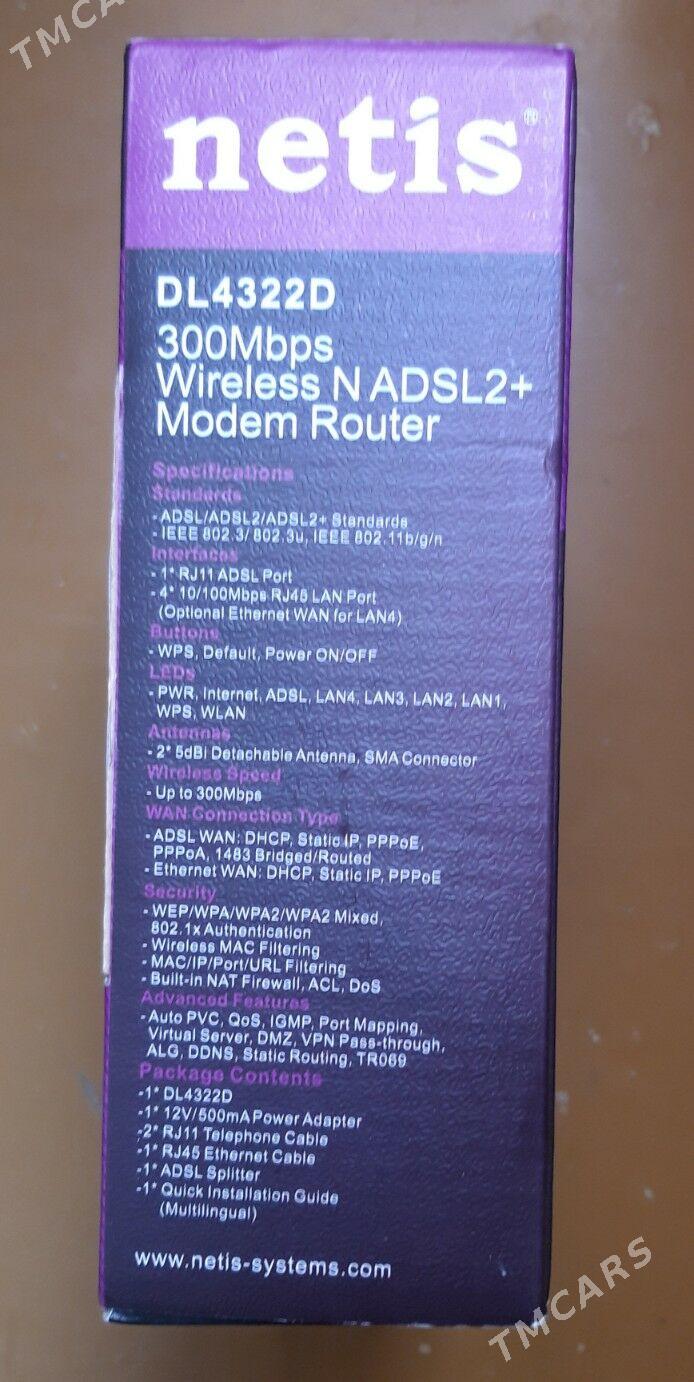 TMCARS
netis®
DL4322D
300Mbps
Wireless N ADSL2+
Modem Router
Specifications
Standards
- ADSL/ADSL2/ADSL2+ Standards
- IEEE 802.3/ 802.3u, IEEE 802.11b/g/n
Interfaces
- 1* RJ11 ADSL Port
- 4* 10/100Mbps RJ45 LAN Port
(Optional Ethernet WAN for LAN4)
Buttons
- WPS, Default, Power ON/OFF
LEDs
- PWR, Internet, ADSL, LAN4, LAN3, LAN2, LAN1,
WPS, WLAN
Antennas
- 2* 5dBi Detachable Antenna, SMA Connector
Wireless Speed
- Up to 300Mbps
WAN Connection Type
- ADSL WAN: DHCP, Static IP, PPPoE,
PPPoA, 1483 Bridged/Routed
- Ethernet WAN: DHCP, Static IP, PPPoE
Security
- WEP/WPA/WPA2/WPA2 Mixed,
802.1x Authentication
- Wireless MAC Filtering
- MAC/IP/Port/URL Filtering
- Built-in NAT Firewall, ACL, DoS
Advanced Features
- Auto PVC, QoS, IGMP, Port Mapping,
Virtual Server, DMZ, VPN Pass-through,
ALG, DDNS, Static Routing, TR069
Package Contents
-1* DL4322D
-1* 12V/500mA Power Adapter
-2* RJ11 Telephone Cable
-1* RJ45 Ethernet Cable
-1* ADSL Splitter
-1* Quick Installation Guide
(Multilingual)
www.netis-systems.com
TMCARS